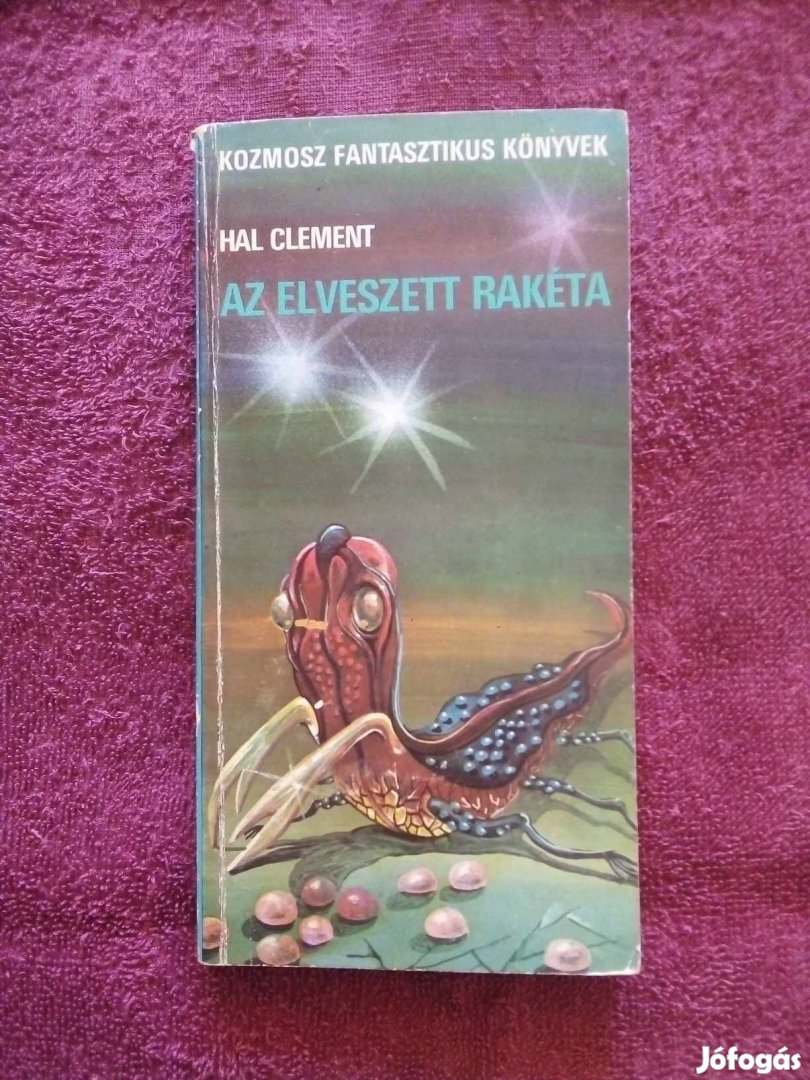 KOZMOSZ FANTASZTIKUS KÖNYVEK
HAL CLEMENT
AZ ELVESZETT RAKÉTA
Jófogás